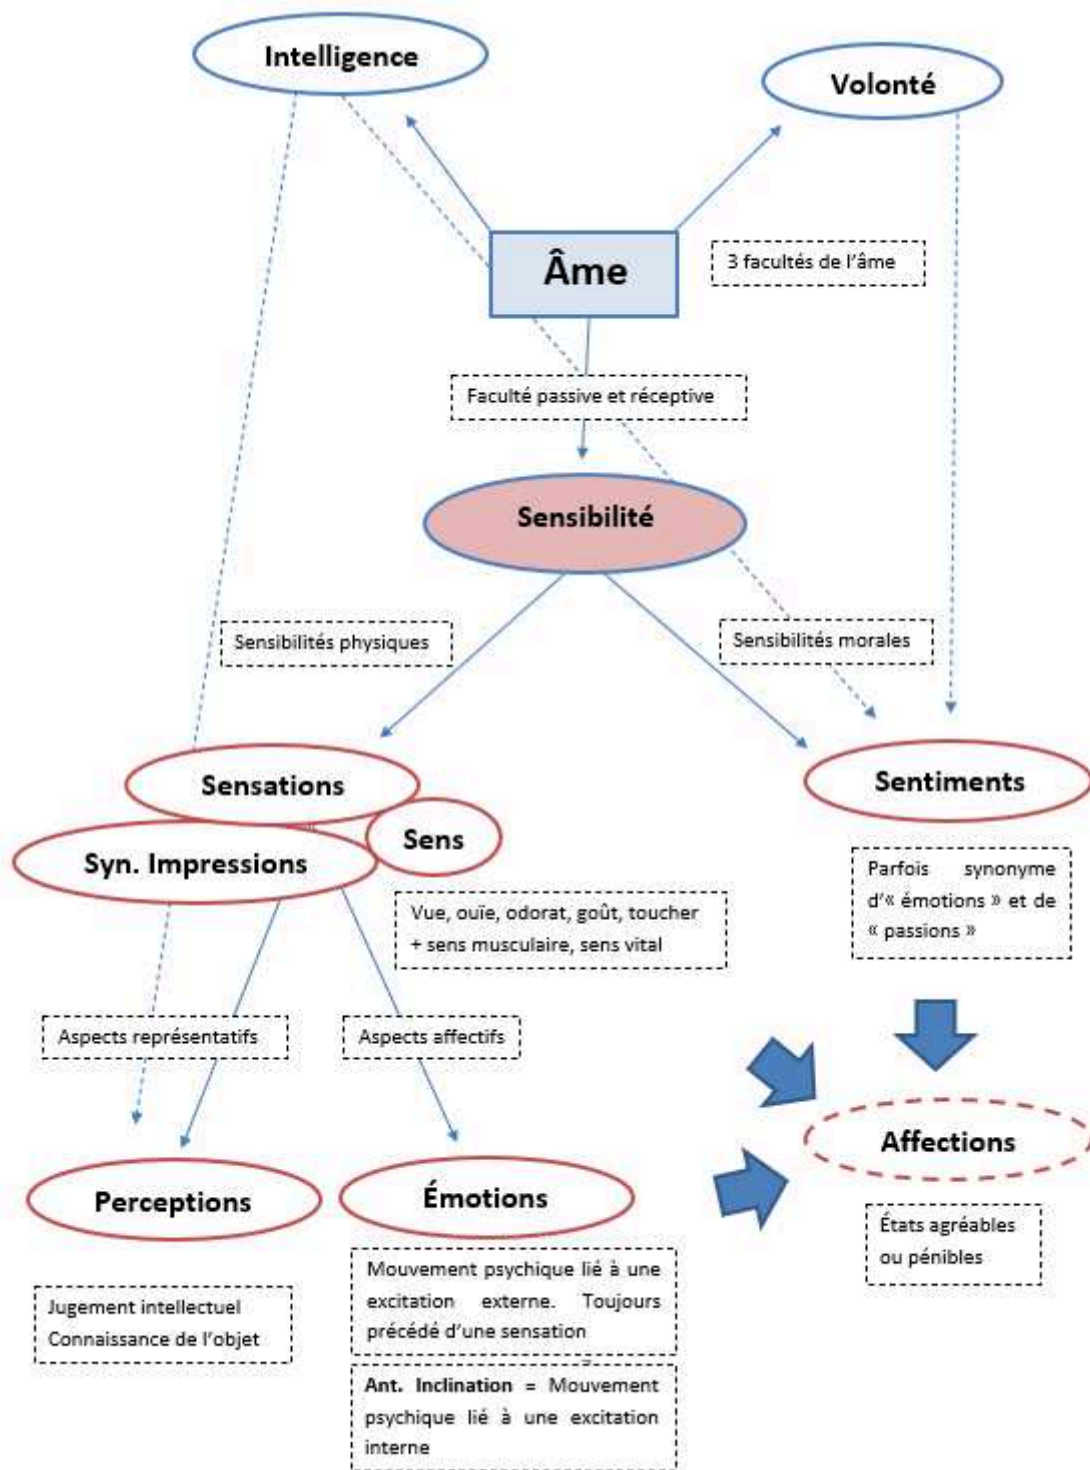 Intelligence
Volonté
Âme
3 facultés de l'âme
Faculté passive et réceptive
Sensibilité
Sensibilités physiques
Sensibilités morales
Sensations
Sentiments
Sens
Syn. Impressions
Parfois synonyme
d'« émotions » et de
« passions »
Vue, ouïe, odorat, goût, toucher
+ sens musculaire, sens vital
Aspects représentatifs
Aspects affectifs
Affections
Perceptions
Émotions
États agréables
ou pénibles
Mouvement psychique lié à une
excitation externe. Toujours
précédé d'une sensation
Jugement intellectuel
Connaissance de l'objet
Ant. Inclination = Mouvement
psychique lié à une excitation
interne